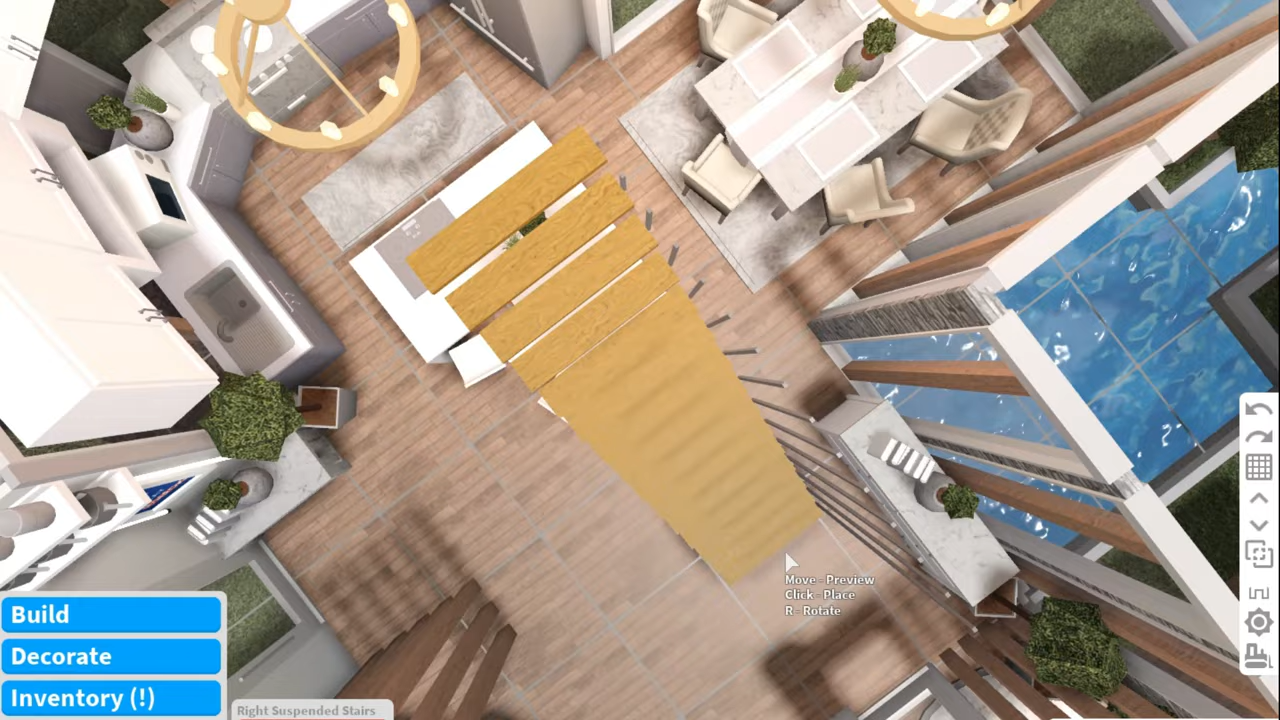 Move - Preview
Click - Place
R - Rotate
Build
Decorate
Inventory (!)
Right Suspended Stairs